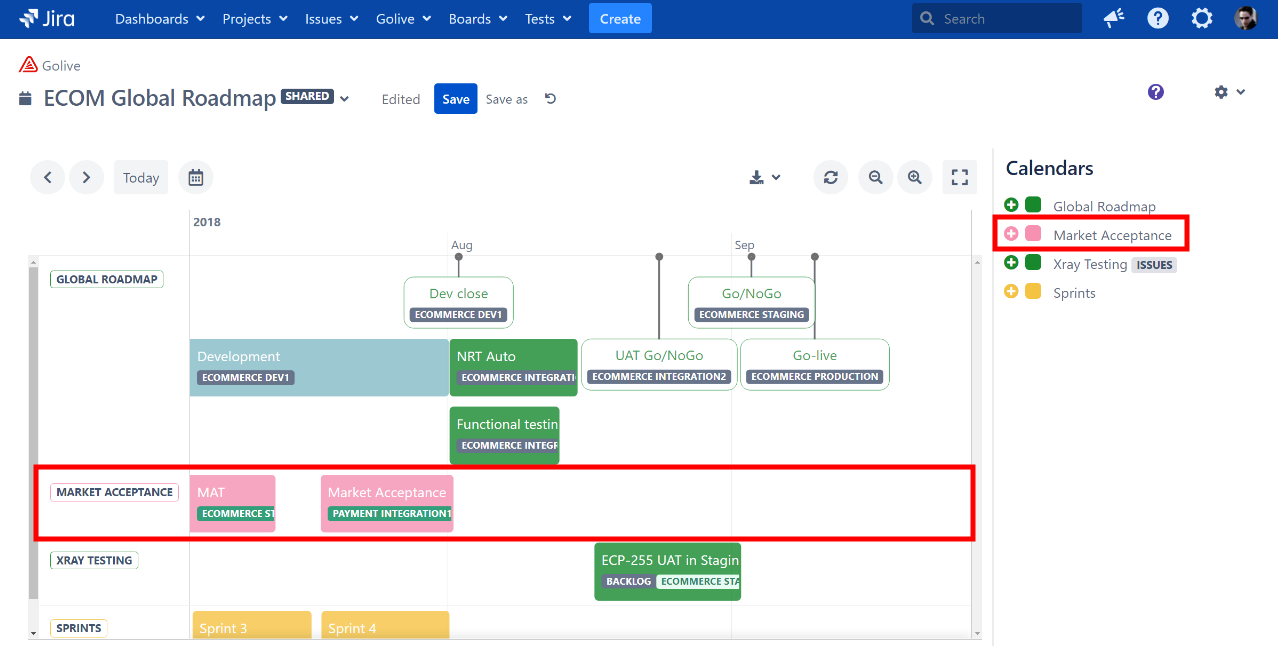 Jira Dashboards Projects Issues Golive Boards Tests Create Search
Golive
ECOM Global Roadmap SHARED Edited Save Save as
Today
Calendars
Global Roadmap
Market Acceptance
Xray Testing ISSUES
Sprints
2018
Aug Sep
GLOBAL ROADMAP
Dev close
ECOMMERCE DEV1
Go/NoGo
ECOMMERCE STAGING
Development
ECOMMERCE DEV1
NRT Auto
ECOMMERCE INTEGRATI
UAT Go/NoGo
ECOMMERCE INTEGRATION2
Go-live
ECOMMERCE PRODUCTION
Functional testin
ECOMMERCE INTEGR
MARKET ACCEPTANCE
MAT
ECOMMERCE ST
Market Acceptance
PAYMENT INTEGRATION1
XRAY TESTING
ECP-255 UAT in Stagin
BACKLOG ECOMMERCE STA
SPRINTS
Sprint 3
Sprint 4